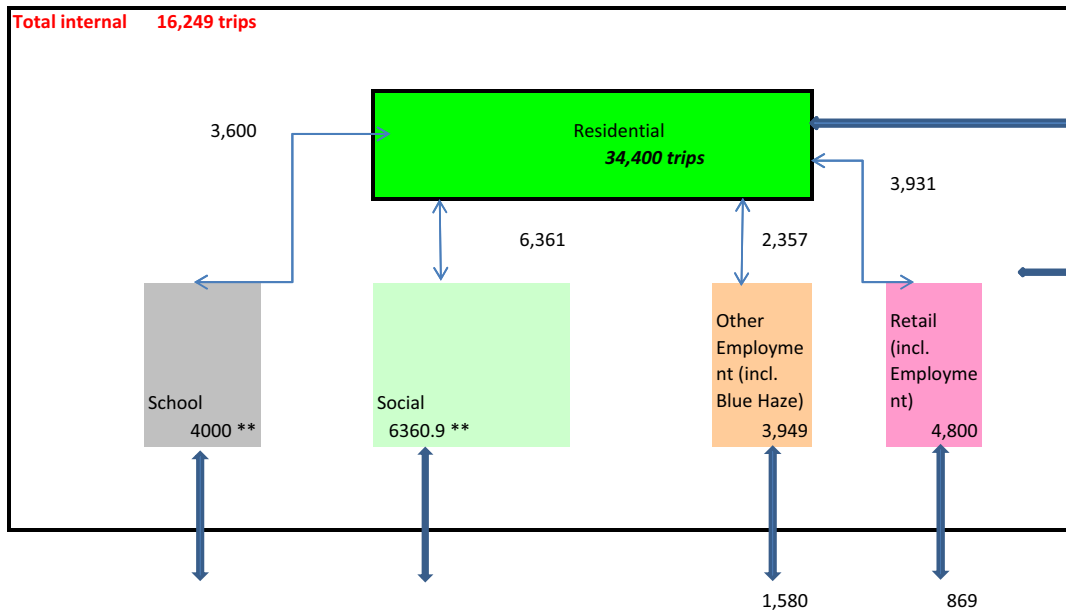 Total internal 16,249 trips
3,600
Residential
34,400 trips
3,931
6,361
2,357
School
4000 **
Social
6360.9 **
Other
Employme
nt (incl.
Blue Haze)
3,949
Retail
(incl.
Employme
nt)
4,800
1,580
869